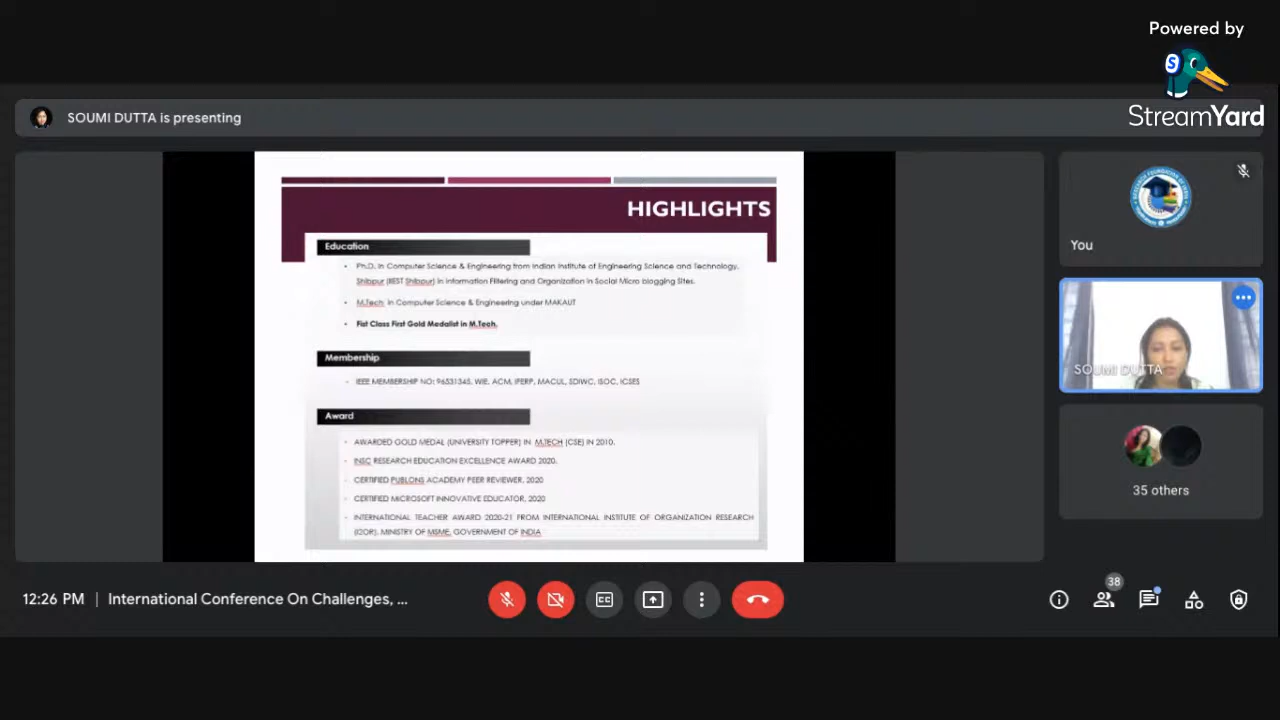 Powered by
StreamYard
SOUMI DUTTA is presenting
HIGHLIGHTS
Education
Ph.D. in Computer Science & Engineering from Indian Institute of Engineering Science and Technology,
Shibpur (IIEST Shibpur) in Information Filtering and Organization in Social Micro blogging Sites.
M.Tech in Computer Science & Engineering under MAKAUT
Fist Class First Gold Medalist in M.Tech.
Membership
IEEE MEMBERSHIP NO: 96531345, WIE, ACM, IFERP, MACUL, SDIWC, ISOC, ICSES
Award
AWARDED GOLD MEDAL (UNIVERSITY TOPPER) IN M.TECH (CSE) IN 2010.
INSC RESEARCH EDUCATION EXCELLENCE AWARD 2020.
CERTIFIED PUBLONS ACADEMY PEER REVIEWER, 2020
CERTIFIED MICROSOFT INNOVATIVE EDUCATOR, 2020
INTERNATIONAL TEACHER AWARD 2020-21 FROM INTERNATIONAL INSTITUTE OF ORGANIZATION RESEARCH
(I2OR), MINISTRY OF MSME, GOVERNMENT OF INDIA
You
SOUMI DUTTA
35 others
12:26 PM | International Conference On Challenges, ...
CC
38